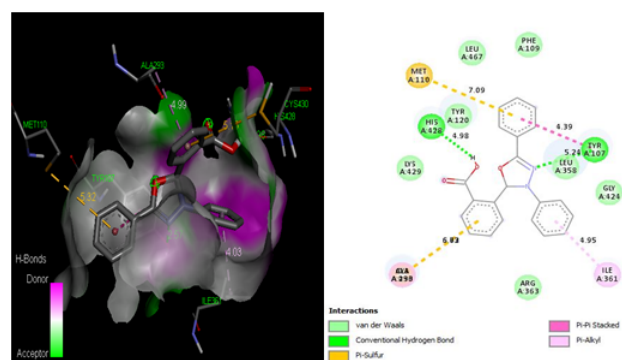 ALA293
4.99
CYS430
HIS426
MET110
5.32
4.03
H-Bonds
Donor
Acceptor
LEU
A:467
PHE
A:109
MET
A:110
7.09
TYR
A:120
HIS
A:426
4.98
4.39
5.24
TYR
A:107
LEU
A:358
LYS
A:429
GLY
A:424
4.95
ILE
A:361
ARG
A:363
Interactions
van der Waals
Conventional Hydrogen Bond
Pi-Sulfur
Pi-Pi Stacked
Pi-Alkyl